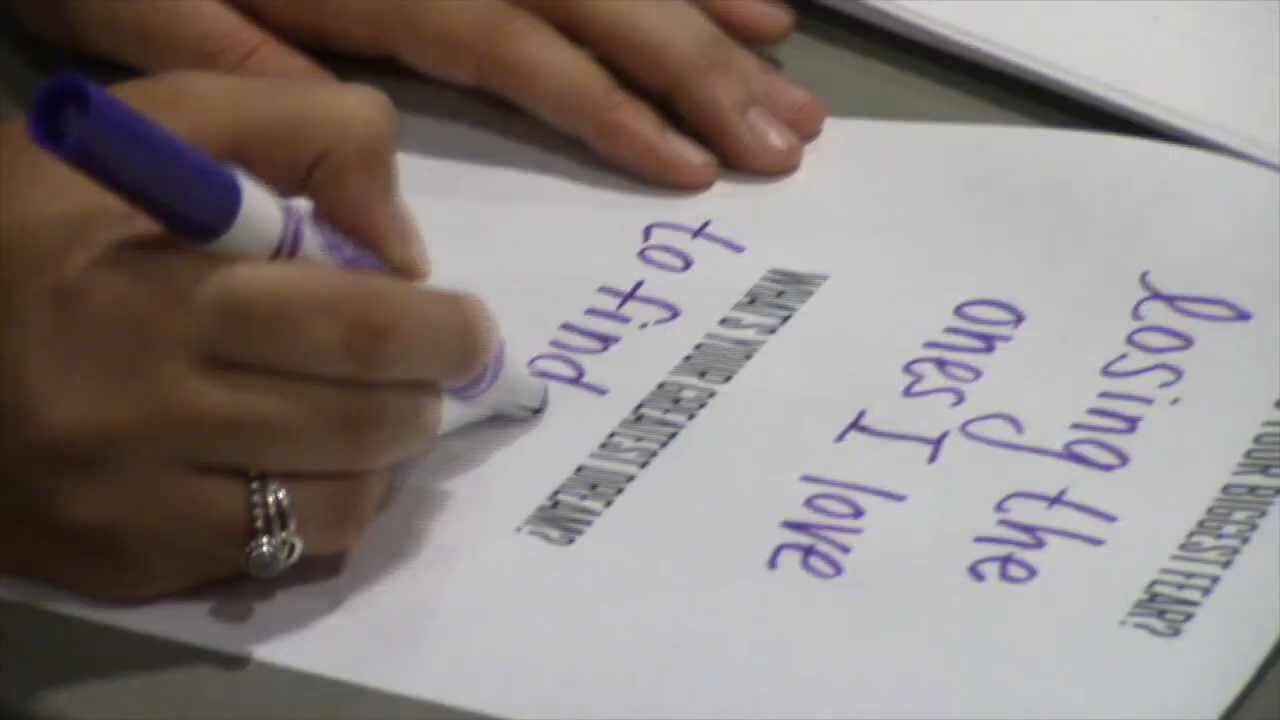 YOUR BIGGEST FEAR??
losing the
ones I love
WHAT'S YOUR GREATEST DREAM??
to find